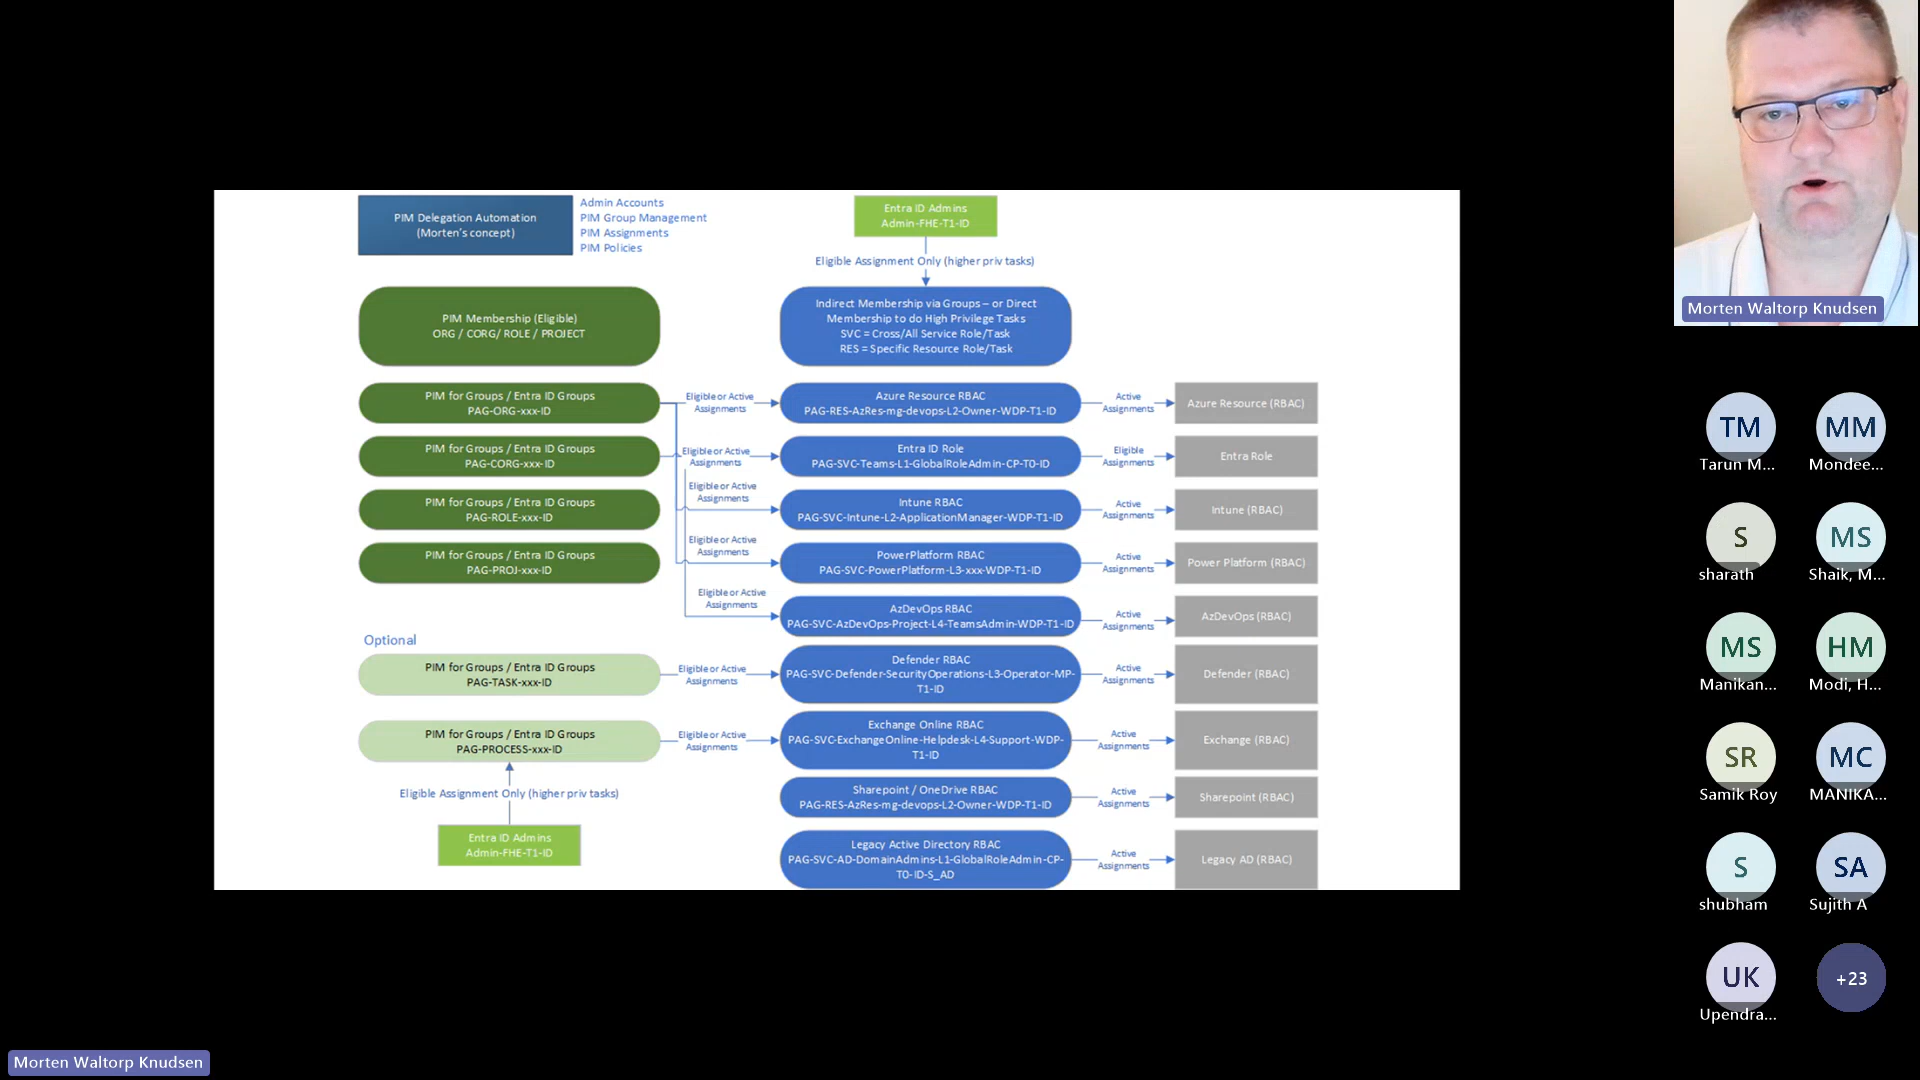 PIM Delegation Automation
(Morten's concept)
Admin Accounts
PIM Group Management
PIM Assignments
PIM Policies
Entra ID Admins
Admin-FHE-T1-ID
Eligible Assignment Only (higher priv tasks)
PIM Membership (Eligible)
ORG / CORG/ ROLE / PROJECT
Indirect Membership via Groups – or Direct
Membership to do High Privilege Tasks
SVC = Cross/All Service Role/Task
RES = Specific Resource Role/Task
PIM for Groups / Entra ID Groups
PAG-ORG-xxx-ID
Eligible or Active
Assignments
Azure Resource RBAC
PAG-RES-AzRes-mg-devops-L2-Owner-WDP-T1-ID
Active
Assignments
Azure Resource (RBAC)
PIM for Groups / Entra ID Groups
PAG-CORG-xxx-ID
Eligible or Active
Assignments
Entra ID Role
PAG-SVC-Teams-L1-GlobalRoleAdmin-CP-T0-ID
Eligible
Assignments
Entra Role
PIM for Groups / Entra ID Groups
PAG-ROLE-xxx-ID
Eligible or Active
Assignments
Intune RBAC
PAG-SVC-Intune-L2-ApplicationManager-WDP-T1-ID
Active
Assignments
Intune (RBAC)
PIM for Groups / Entra ID Groups
PAG-PROJ-xxx-ID
Eligible or Active
Assignments
PowerPlatform RBAC
PAG-SVC-PowerPlatform-L3-xxx-WDP-T1-ID
Active
Assignments
Power Platform (RBAC)
Eligible or Active
Assignments
AzDevOps RBAC
PAG-SVC-AzDevOps-Project-L4-TeamsAdmin-WDP-T1-ID
Active
Assignments
AzDevOps (RBAC)
Optional
PIM for Groups / Entra ID Groups
PAG-TASK-xxx-ID
Eligible or Active
Assignments
Defender RBAC
PAG-SVC-Defender-SecurityOperations-L3-Operator-MP-
T1-ID
Active
Assignments
Defender (RBAC)
PIM for Groups / Entra ID Groups
PAG-PROCESS-xxx-ID
Eligible or Active
Assignments
Exchange Online RBAC
PAG-SVC-ExchangeOnline-Helpdesk-L4-Support-WDP-
T1-ID
Active
Assignments
Exchange (RBAC)
Eligible Assignment Only (higher priv tasks)
Entra ID Admins
Admin-FHE-T1-ID
Sharepoint / OneDrive RBAC
PAG-RES-AzRes-mg-devops-L2-Owner-WDP-T1-ID
Active
Assignments
Sharepoint (RBAC)
Legacy Active Directory RBAC
PAG-SVC-AD-DomainAdmins-L1-GlobalRoleAdmin-CP-
T0-ID-S_AD
Active
Assignments
Legacy AD (RBAC)
Morten Waltorp Knudsen
TM
Tarun M...
MM
Mondee...
S
sharath
MS
Shaik, M...
MS
Manikan...
HM
Modi, H...
SR
Samik Roy
MC
MANIKA...
S
shubham
SA
Sujith A
UK
Upendra...
+23
Morten Waltorp Knudsen